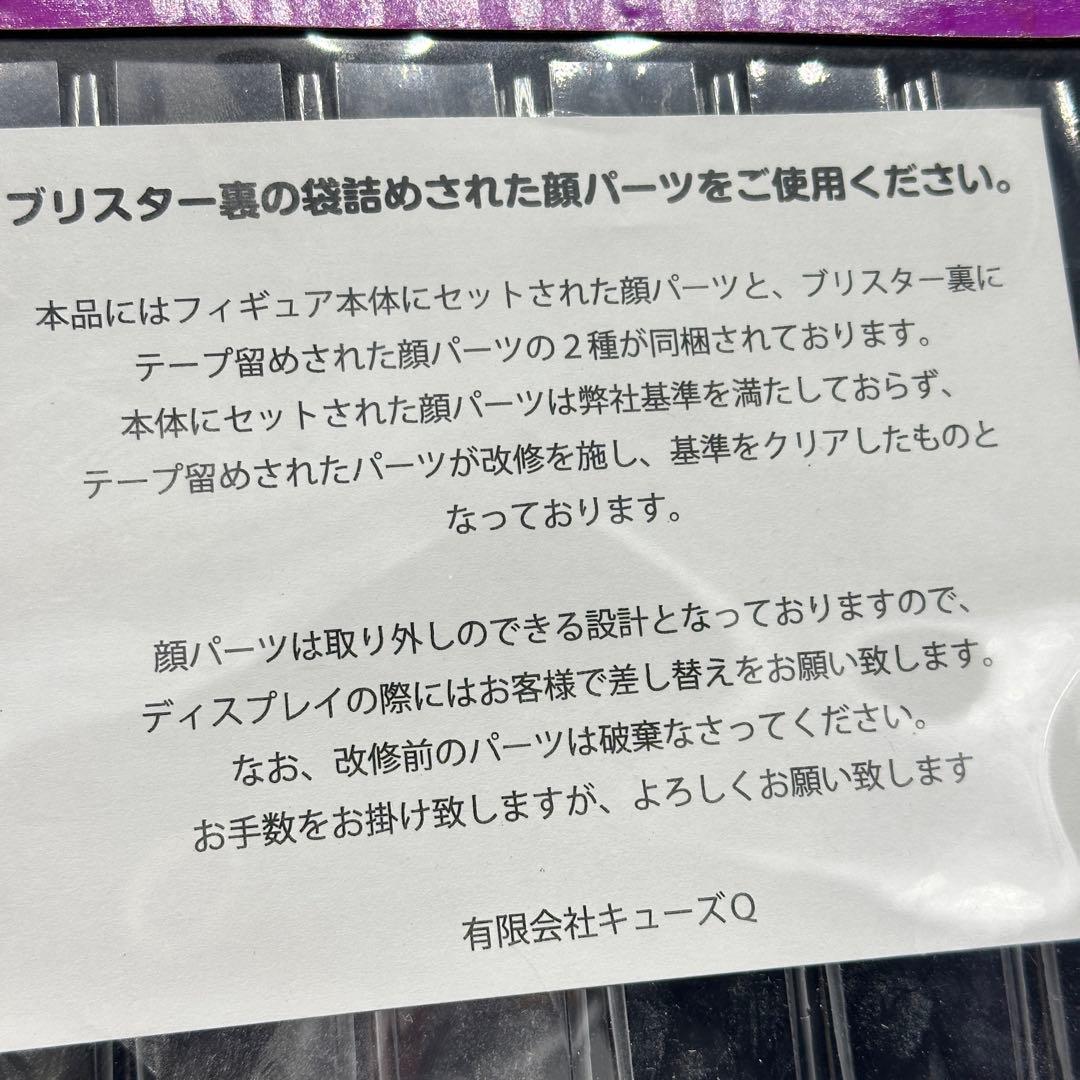 ブリスター裏の袋詰めされた顔パーツをご使用ください。
本品にはフィギュア本体にセットされた顔パーツと、ブリスター裏に
テープ留めされた顔パーツの２種が同梱されております。
本体にセットされた顔パーツは弊社基準を満たしておらず、
テープ留めされたパーツが改修を施し、基準をクリアしたものと
なっております。
顔パーツは取り外しのできる設計となっておりますので、
ディスプレイの際にはお客様で差し替えをお願い致します。
なお、改修前のパーツは破棄なさってください。
お手数をお掛け致しますが、よろしくお願い致します
有限会社キューズＱ